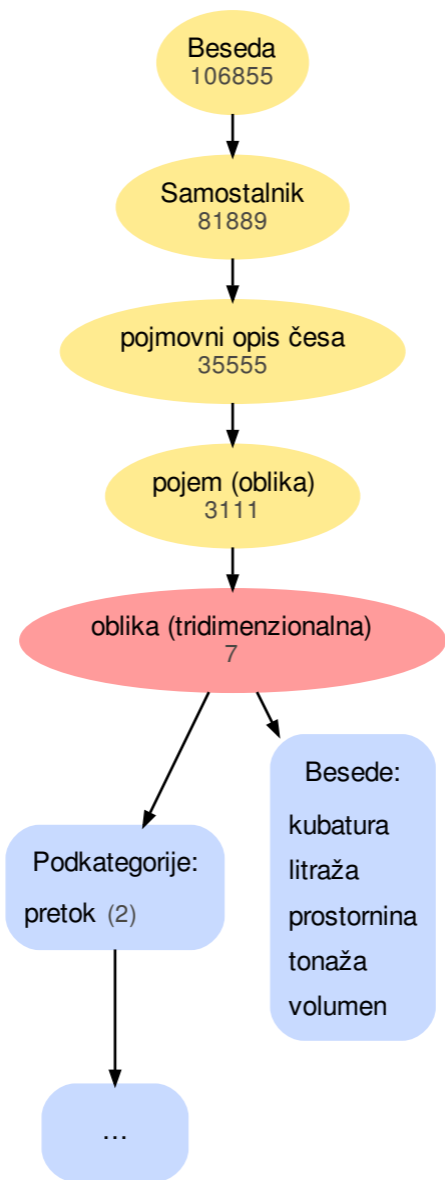 Beseda
106855
Samostalnik
81889
pojmovni opis česa
35555
pojem (oblika)
3111
oblika (tridimenzionalna)
7
Besede:
kubatura
litraža
prostornina
tonaža
volumen
Podkategorije:
pretok (2)
...